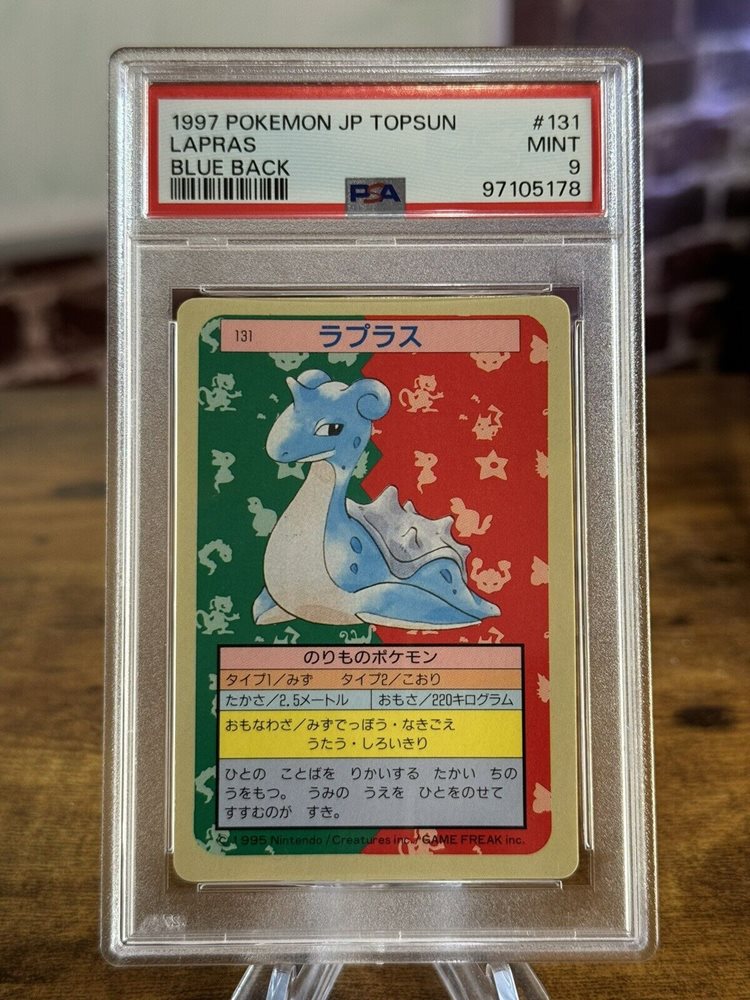 1997 POKEMON JP TOPSUN #131
LAPRAS MINT
BLUE BACK 9
PSA 97105178
131 ラプラス
のりものポケモン
タイプ1/みず タイプ2/こおり
たかさ/2.5メートル おもさ/220キログラム
おもなわざ/みずでっぽう・なきごえ
うたう・しろいきり
ひとの ことばを りかいする たかい ちの
うをもつ。 うみの うえを ひとをのせて
すすむのが すき。
© 1995 Nintendo/Creatures inc./GAME FREAK inc.